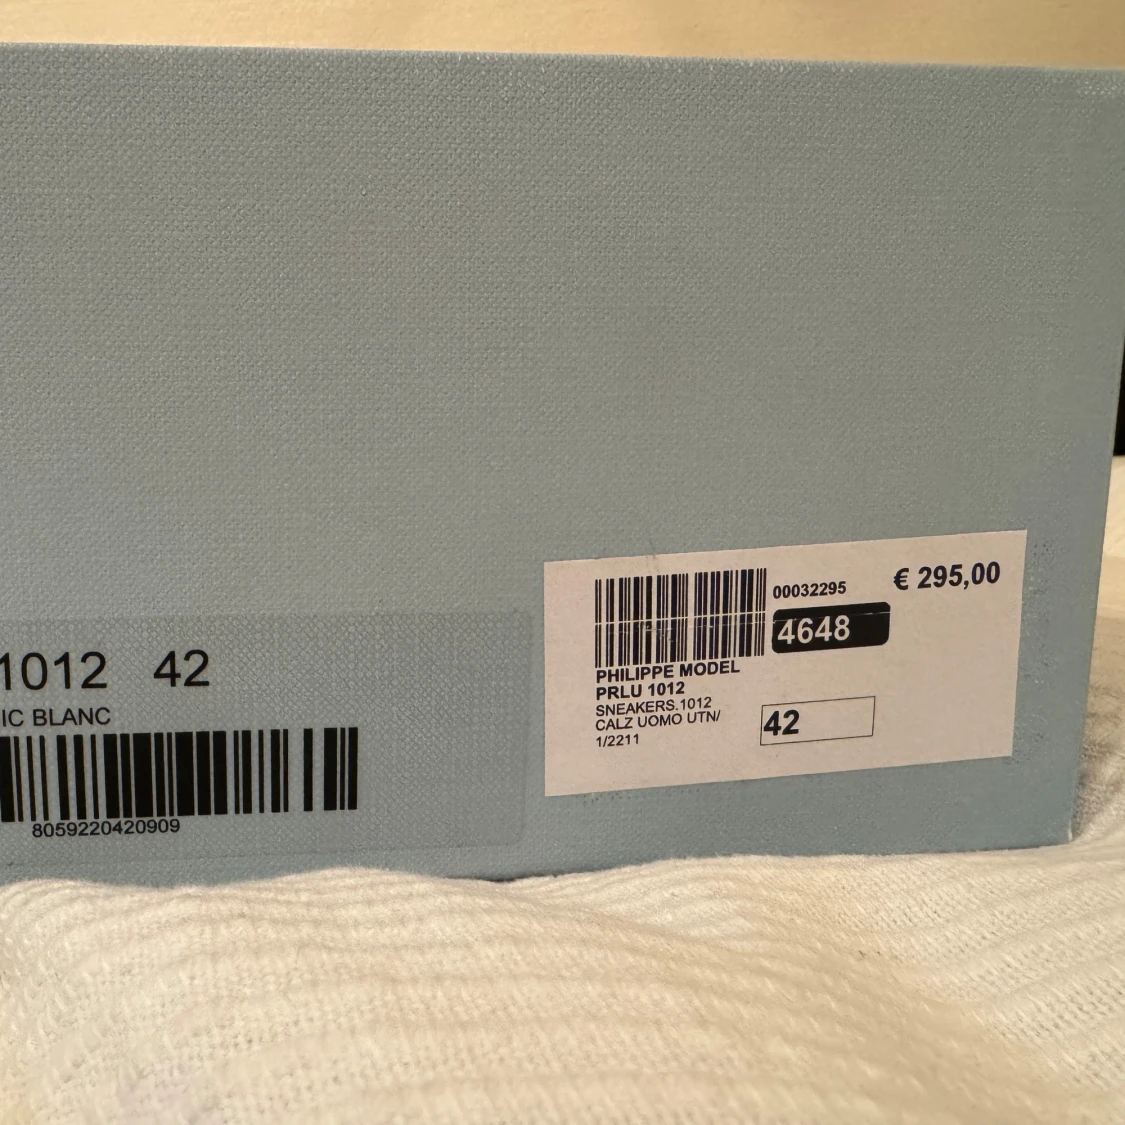 1012 42
IC BLANC
8059220420909
00032295
€ 295,00
4648
PHILIPPE MODEL
PRLU 1012
SNEAKERS.1012
CALZ UOMO UTN/
1/2211
42